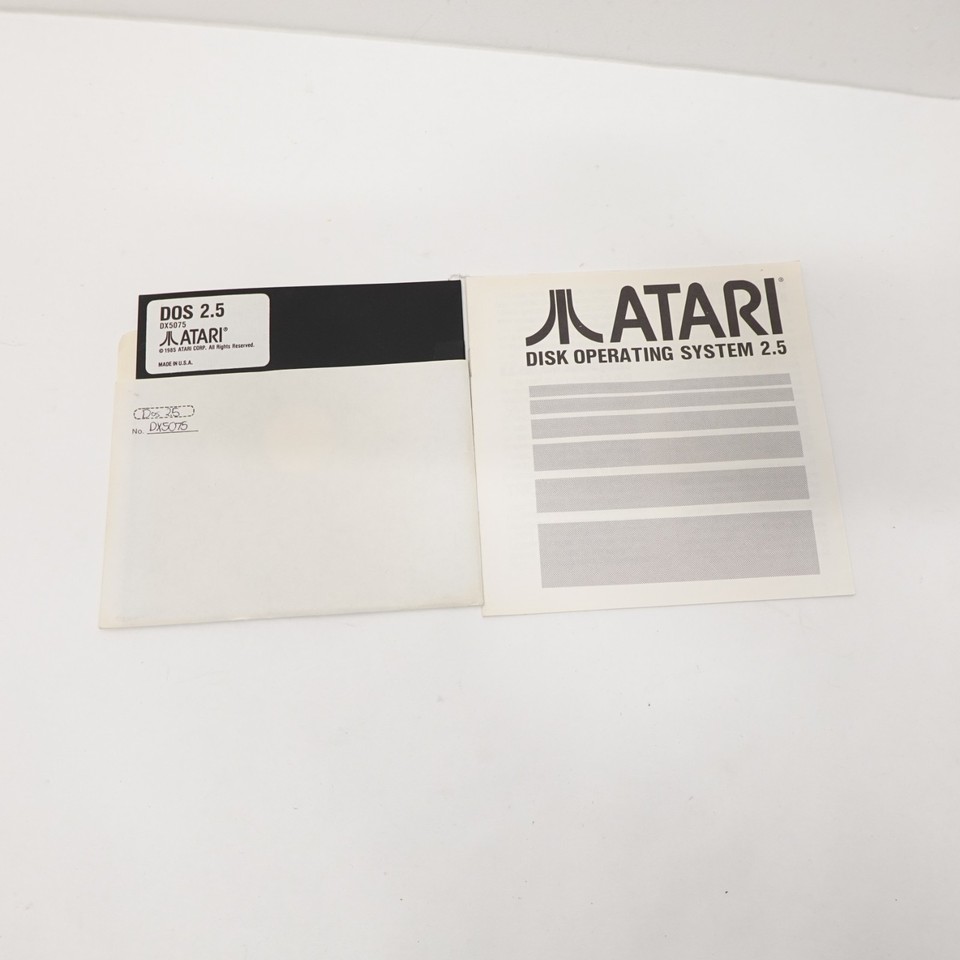 DOS 2.5
DX5075
ATARI®
© 1985 ATARI CORP. All Rights Reserved.
MADE IN U.S.A.
Dos 2.5
No. DX5075
ATARI®
DISK OPERATING SYSTEM 2.5